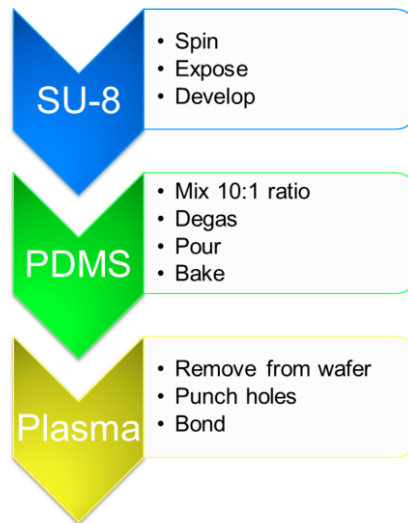 SU-8
• Spin
• Expose
• Develop
PDMS
• Mix 10:1 ratio
• Degas
• Pour
• Bake
Plasma
• Remove from wafer
• Punch holes
• Bond